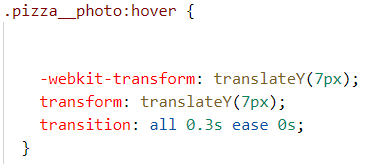 .pizza__photo:hover {
-webkit-transform: translateY(7px);
transform: translateY(7px);
transition: all 0.3s ease 0s;
}